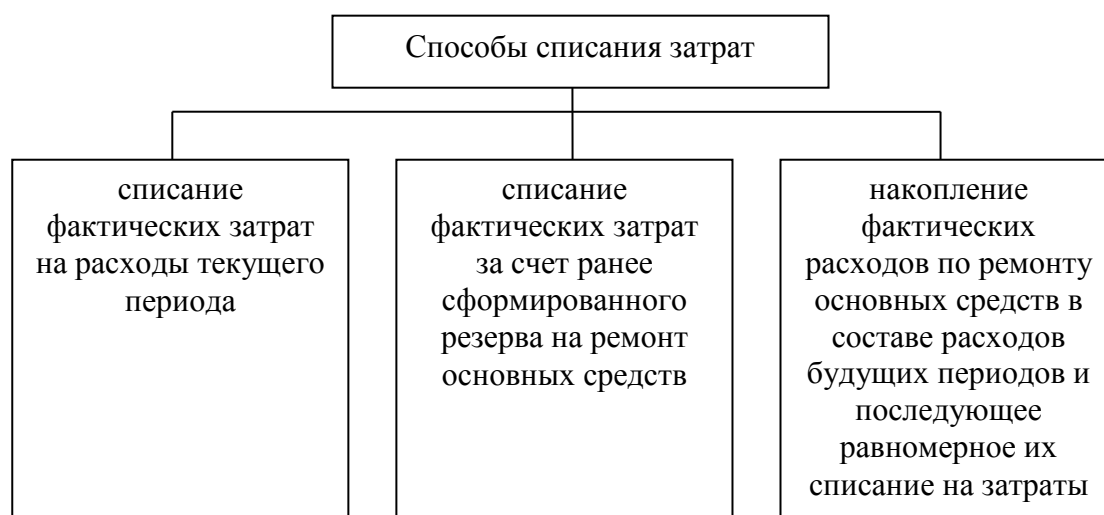 Способы списания затрат
списание
фактических затрат
на расходы текущего
периода
списание
фактических затрат
за счет ранее
сформированного
резерва на ремонт
основных средств
накопление
фактических
расходов по ремонту
основных средств в
составе расходов
будущих периодов и
последующее
равномерное их
списание на затраты